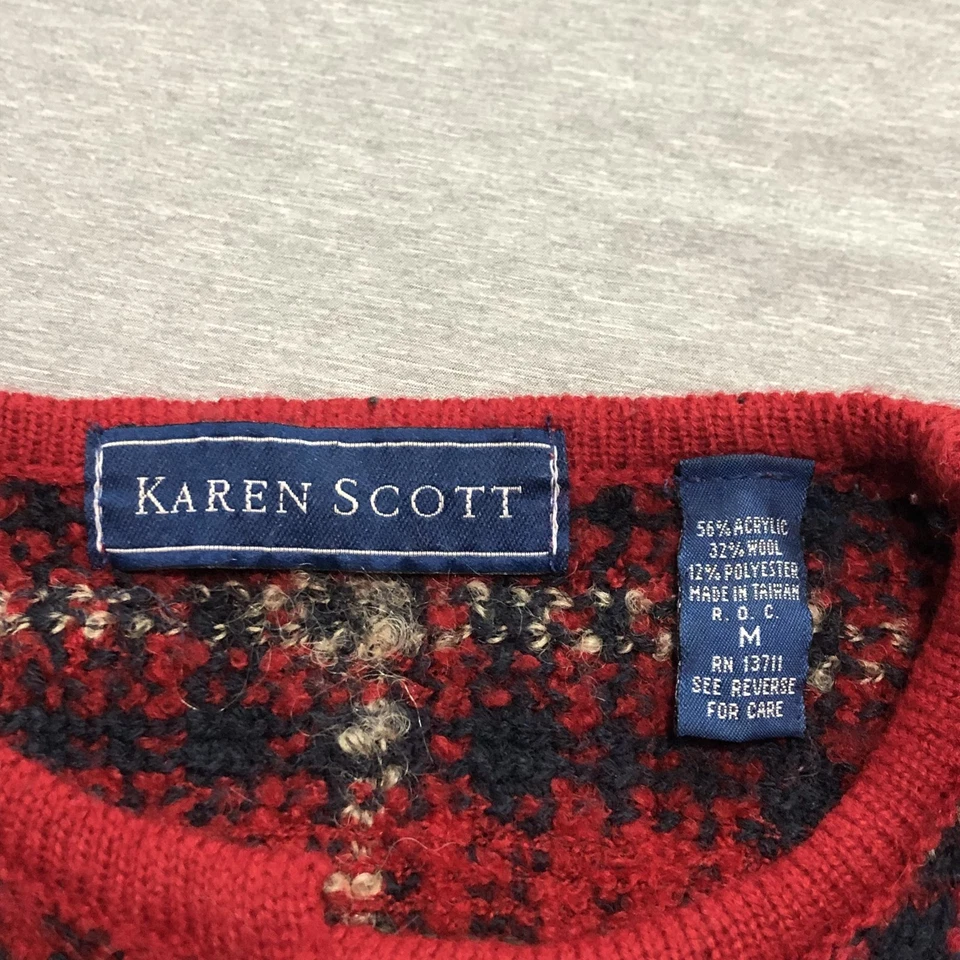 KAREN SCOTT
56% ACRYLIC
32% WOOL
12% POLYESTER
MADE IN TAIWAN
R. O. C.
M
RN 13711
SEE REVERSE
FOR CARE